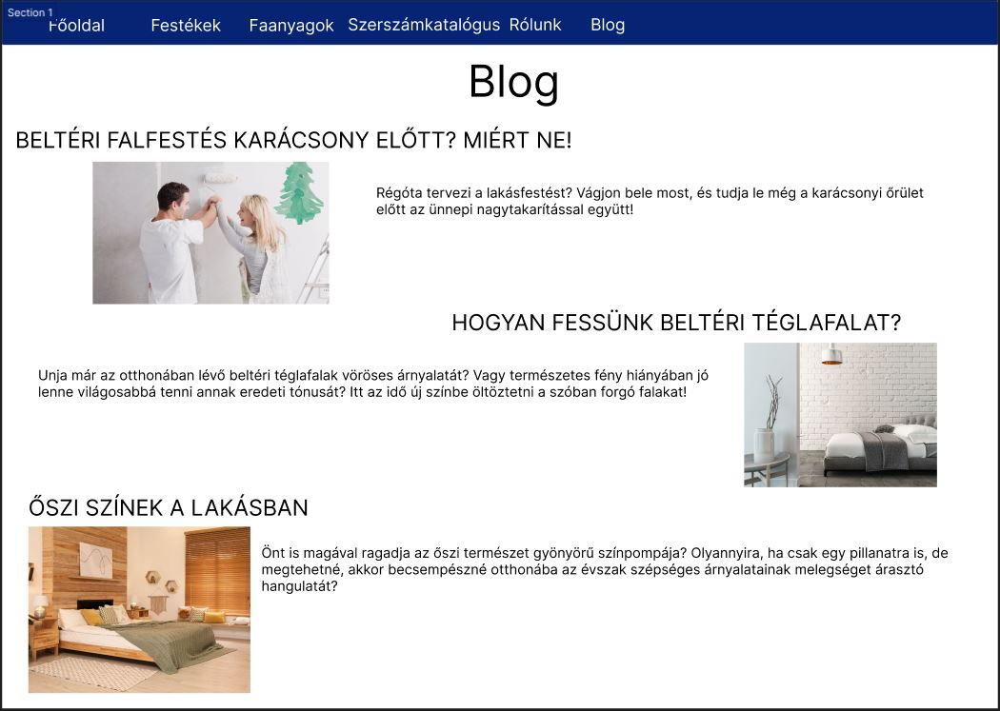 Section 1
Főoldal Festékek Faanyagok Szerszámkatalógus Rólunk Blog
Blog
BELTÉRI FALFESTÉS KARÁCSONY ELŐTT? MIÉRT NE!
Régóta tervezi a lakásfestést? Vágjon bele most, és tudja le még a karácsonyi őrület
előtt az ünnepi nagytakarítással együtt!
HOGYAN FESSÜNK BELTÉRI TÉGLAFALAT?
Unja már az otthonában lévő beltéri téglafalak vöröses árnyalatát? Vagy természetes fény hiányában jó
lenne világosabbá tenni annak eredeti tónusát? Itt az idő új színbe öltöztetni a szóban forgó falakat!
ŐSZI SZÍNEK A LAKÁSBAN
Önt is magával ragadja az őszi természet gyönyörű színpompája? Olyannyira, ha csak egy pillanatra is, de
megtehetné, akkor becsempészné otthonába az évszak szépséges árnyalatainak melegséget árasztó
hangulatát?